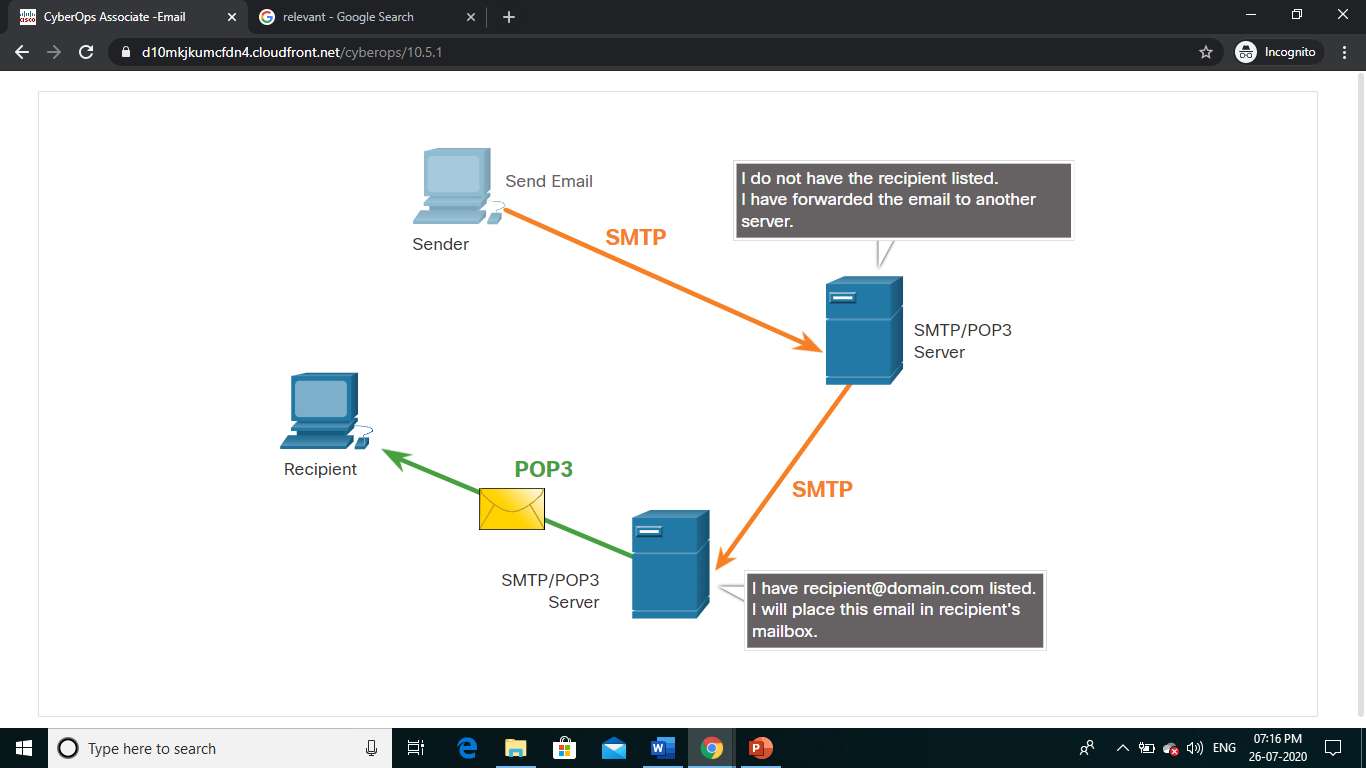 CyberOps Associate -Email
relevant - Google Search
d10mkjkumcfdn4.cloudfront.net/cyberops/10.5.1
Incognito
Send Email
I do not have the recipient listed.
I have forwarded the email to another
server.
SMTP
Sender
SMTP/POP3
Server
Recipient
POP3
SMTP
SMTP/POP3
Server
I have recipient@domain.com listed.
I will place this email in recipient's
mailbox.
Type here to search
ENG
07:16 PM
26-07-2020